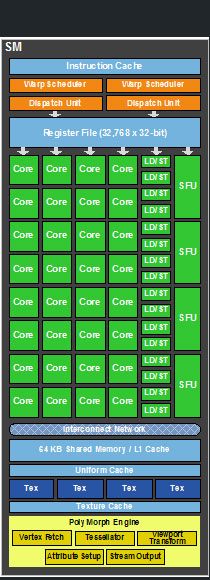 SM
Instruction Cache
Warp Scheduler Warp Scheduler
Dispatch Unit Dispatch Unit
Register File (32,768 x 32-bit)
LD/ST
Core Core Core Core
LD/ST
SFU
LD/ST
Core Core Core Core
LD/ST
LD/ST
Core Core Core Core
LD/ST
SFU
LD/ST
Core Core Core Core
LD/ST
LD/ST
Core Core Core Core
LD/ST
SFU
LD/ST
Core Core Core Core
LD/ST
LD/ST
Core Core Core Core
LD/ST
SFU
LD/ST
Core Core Core Core
LD/ST
Interconnect Network
64 KB Shared Memory / L1 Cache
Uniform Cache
Tex Tex Tex Tex
Texture Cache
PolyMorph Engine
Vertex Fetch Tessellator Viewport
Transform
Attribute Setup Stream Output